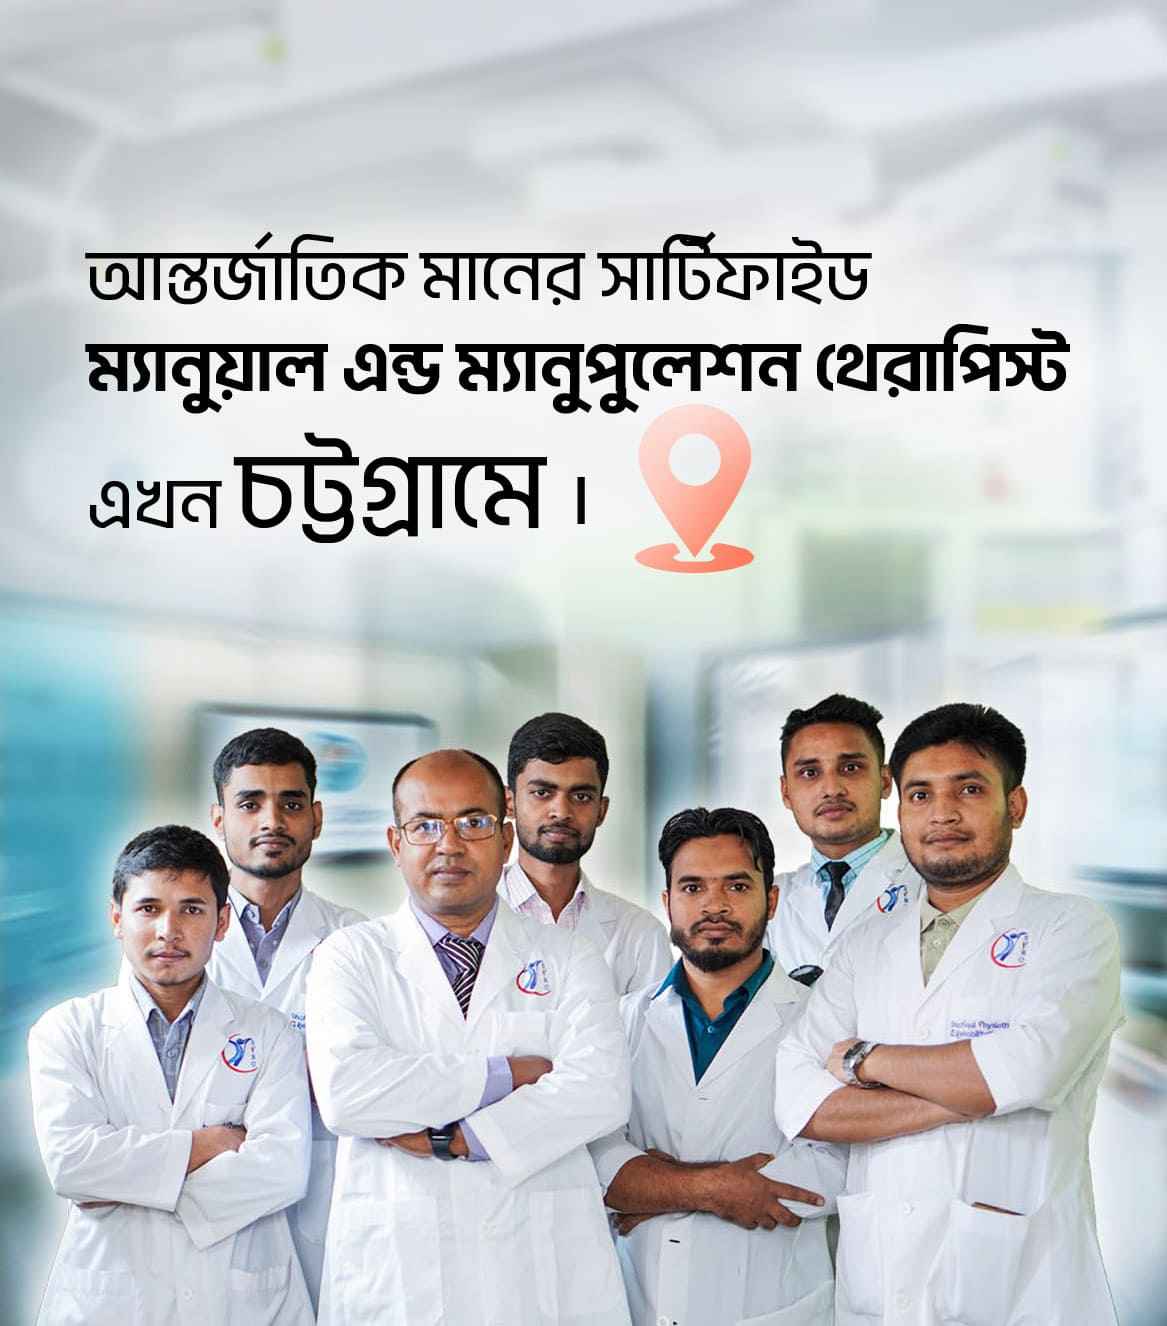 আন্তর্জাতিক মানের সার্টিফাইড
ম্যানুয়াল এন্ড ম্যানুপুলেশন থেরাপিস্ট
এখন চট্টগ্রামে ।